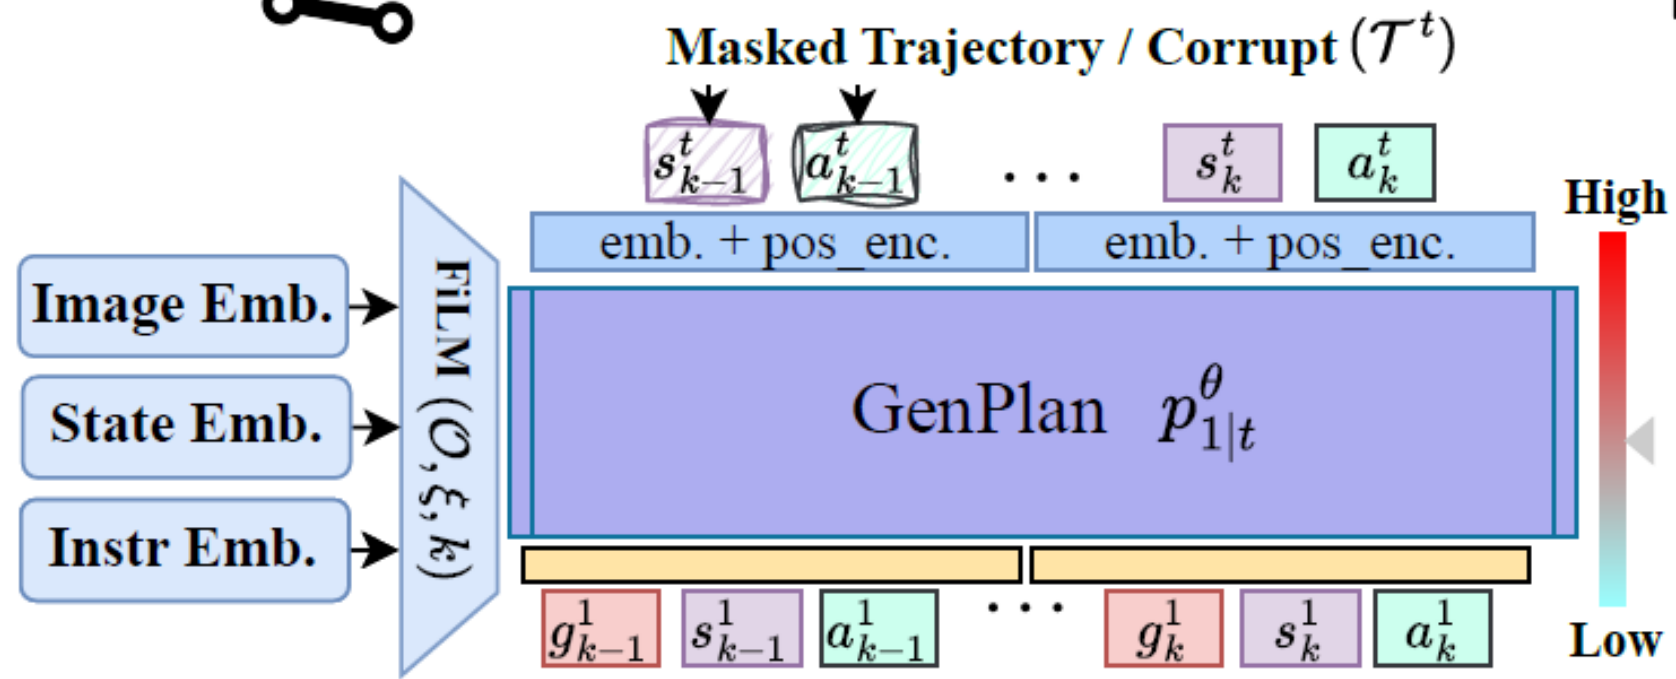 Masked Trajectory / Corrupt (𝒯^t)
s^t_{k−1} a^t_{k−1} ... s^t_k a^t_k
emb. + pos_enc. emb. + pos_enc.
High
Image Emb.
State Emb.
Instr Emb.
FiLM (𝒪, ξ, k)
GenPlan p^θ_{1|t}
g^1_{k−1} s^1_{k−1} a^1_{k−1} ... g^1_k s^1_k a^1_k
Low